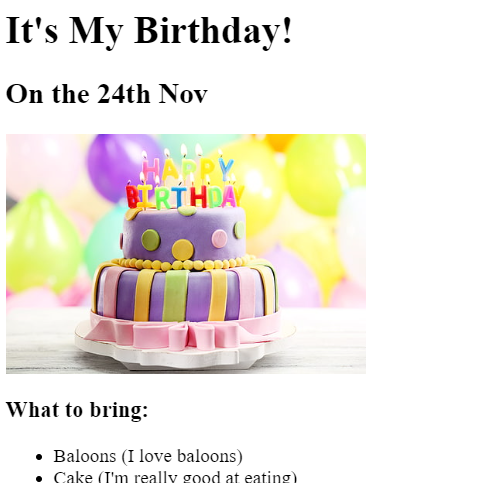 It's My Birthday!
On the 24th Nov
HAPPY
BIRTHDAY
What to bring:
Baloons (I love baloons)
Cake (I'm really good at eating)